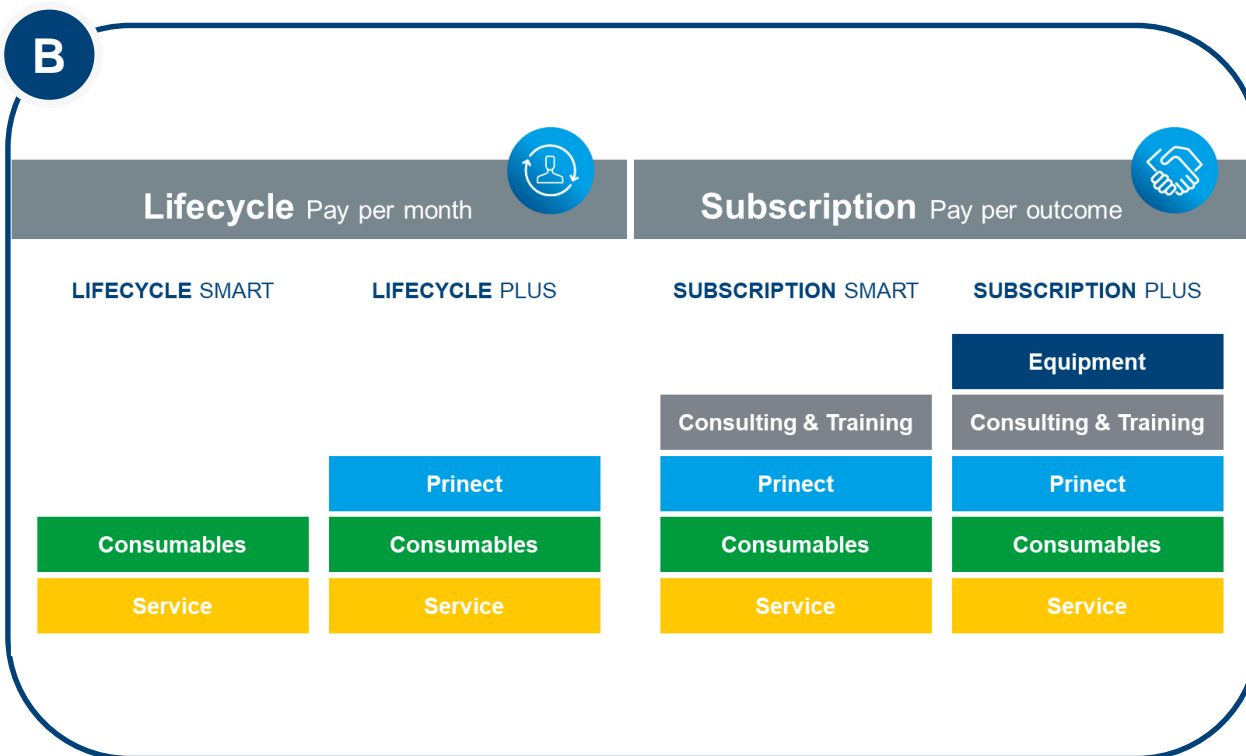 B
Lifecycle Pay per month
Subscription Pay per outcome
LIFECYCLE SMART
LIFECYCLE PLUS
SUBSCRIPTION SMART
SUBSCRIPTION PLUS
Equipment
Consulting & Training
Consulting & Training
Prinect
Prinect
Prinect
Consumables
Consumables
Consumables
Consumables
Service
Service
Service
Service